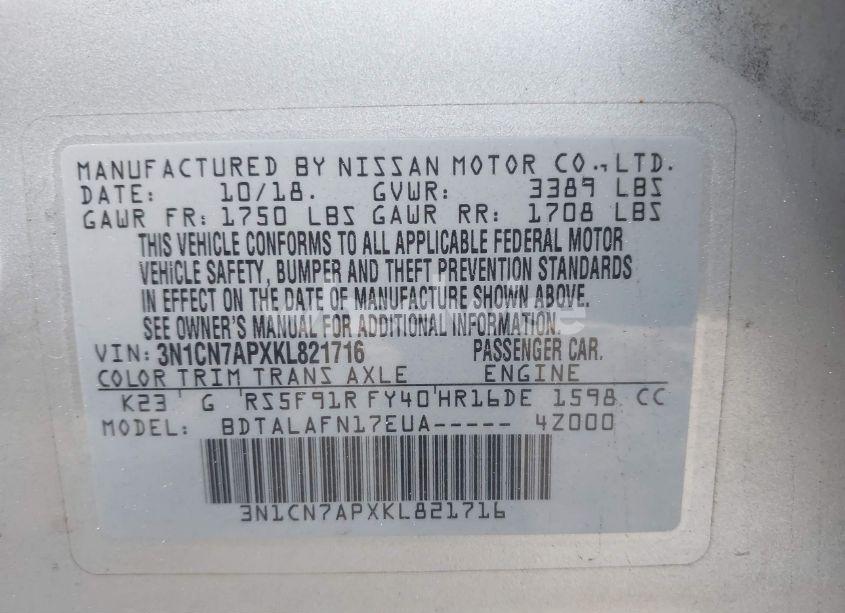 MANUFACTURED BY NISSAN MOTOR CO., LTD.
DATE: 10/18. GVWR: 3389 LBS
GAWR FR: 1750 LBS GAWR RR: 1708 LBS
THIS VEHICLE CONFORMS TO ALL APPLICABLE FEDERAL MOTOR
VEHICLE SAFETY, BUMPER AND THEFT PREVENTION STANDARDS
IN EFFECT ON THE DATE OF MANUFACTURE SHOWN ABOVE.
SEE OWNER'S MANUAL FOR ADDITIONAL INFORMATION.
VIN: 3N1CN7APXKL821716 PASSENGER CAR.
COLOR TRIM TRANS AXLE ENGINE
K23 G RS5F91R FY40 HR16DE 1598 CC
MODEL: BDTALAFN17EUA----- 4Z000
3N1CN7APXKL821716